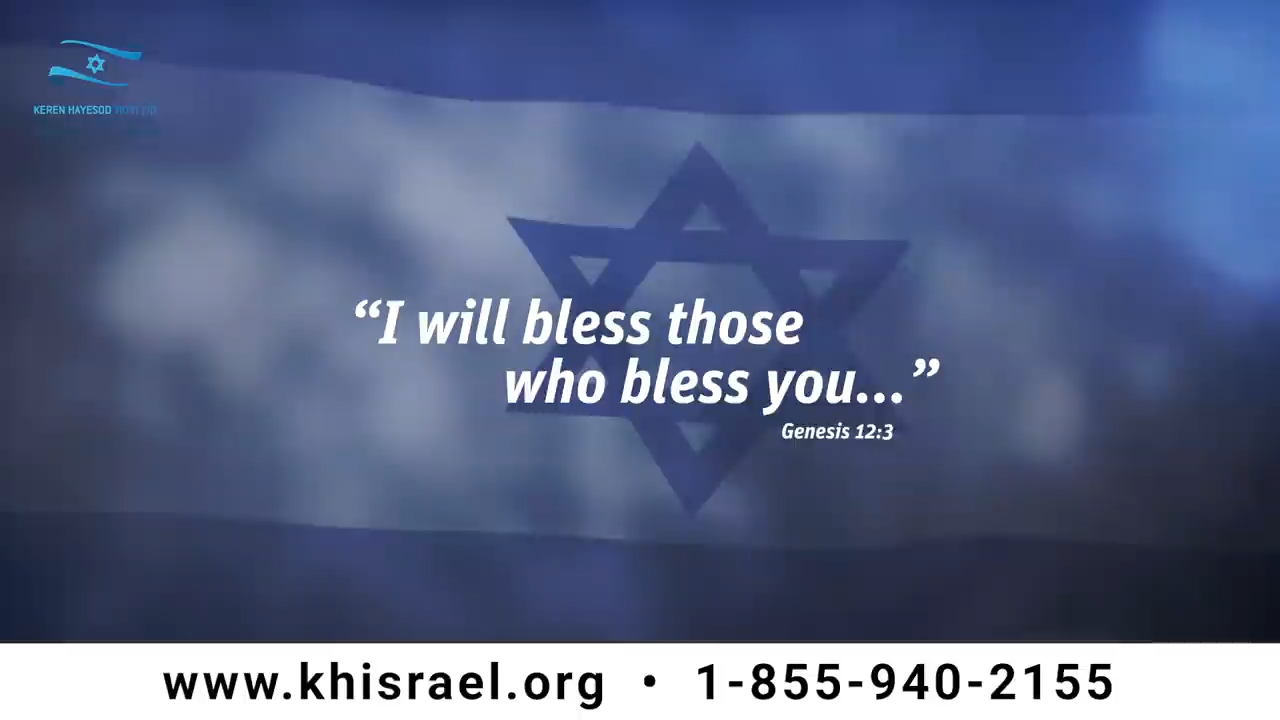 KEREN HAYESOD
“I will bless those
who bless you...”
Genesis 12:3
www.khisrael.org • 1-855-940-2155